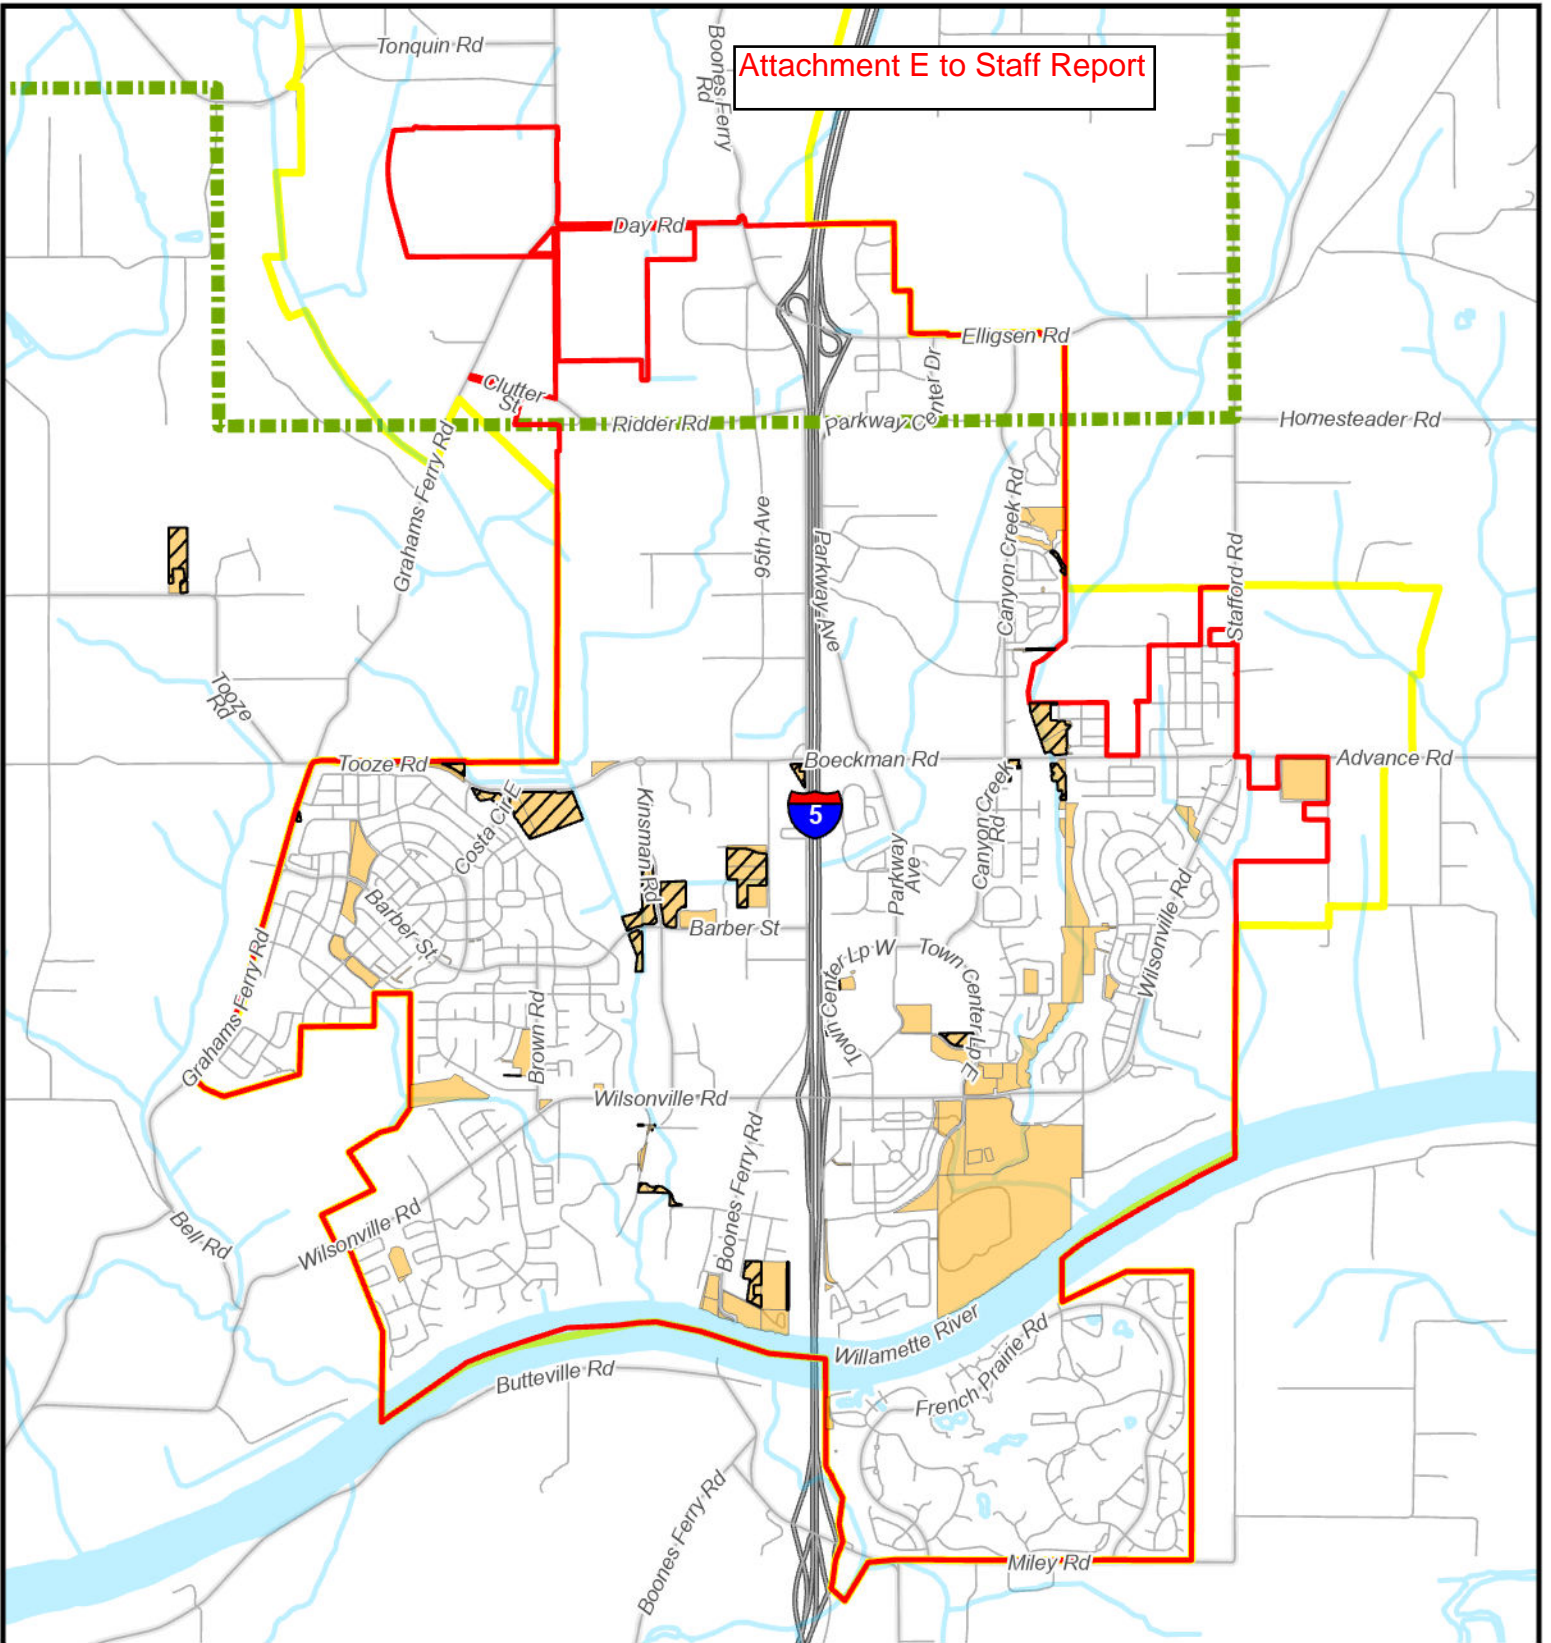 Tonquin Rd
Boones Ferry
Rd
Attachment E to Staff Report
Day Rd
Elligsen Rd
Clutter
St
Ridder Rd
Parkway Center Dr
Homesteader Rd
Grahams Ferry Rd
95th Ave
Parkway Ave
Canyon Creek Rd
Stafford Rd
Tooze
Rd
Tooze Rd
Boeckman Rd
Advance Rd
Costa Cir E
Kinsman Rd
5
Parkway
Ave
Canyon Creek
Rd
Barber St
Barber St
Wilsonville Rd
Grahams Ferry Rd
Brown Rd
Town Center Lp W
Town Center Lp E
Wilsonville Rd
Boones Ferry Rd
Bell Rd
Wilsonville Rd
Willamette River
French Prairie Rd
Butteville Rd
Boones Ferry Rd
Miley Rd